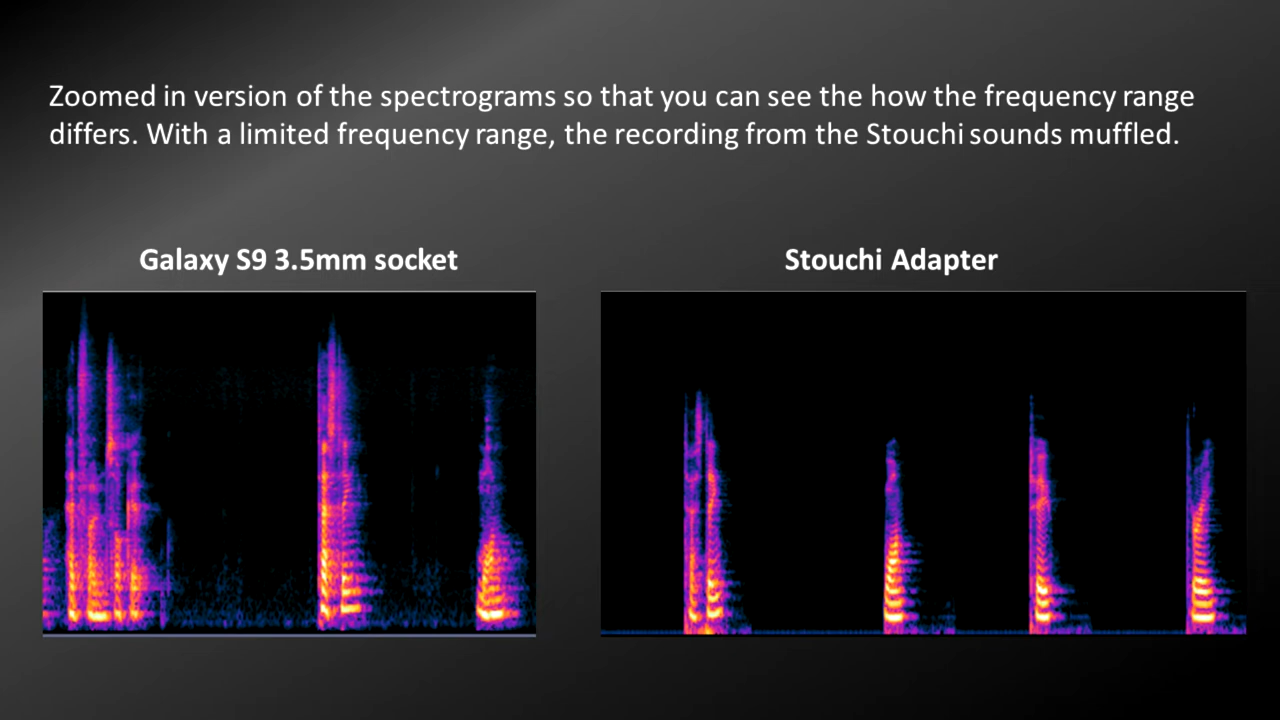 Zoomed in version of the spectrograms so that you can see the how the frequency range
differs. With a limited frequency range, the recording from the Stouchi sounds muffled.
Galaxy S9 3.5mm socket
Stouchi Adapter